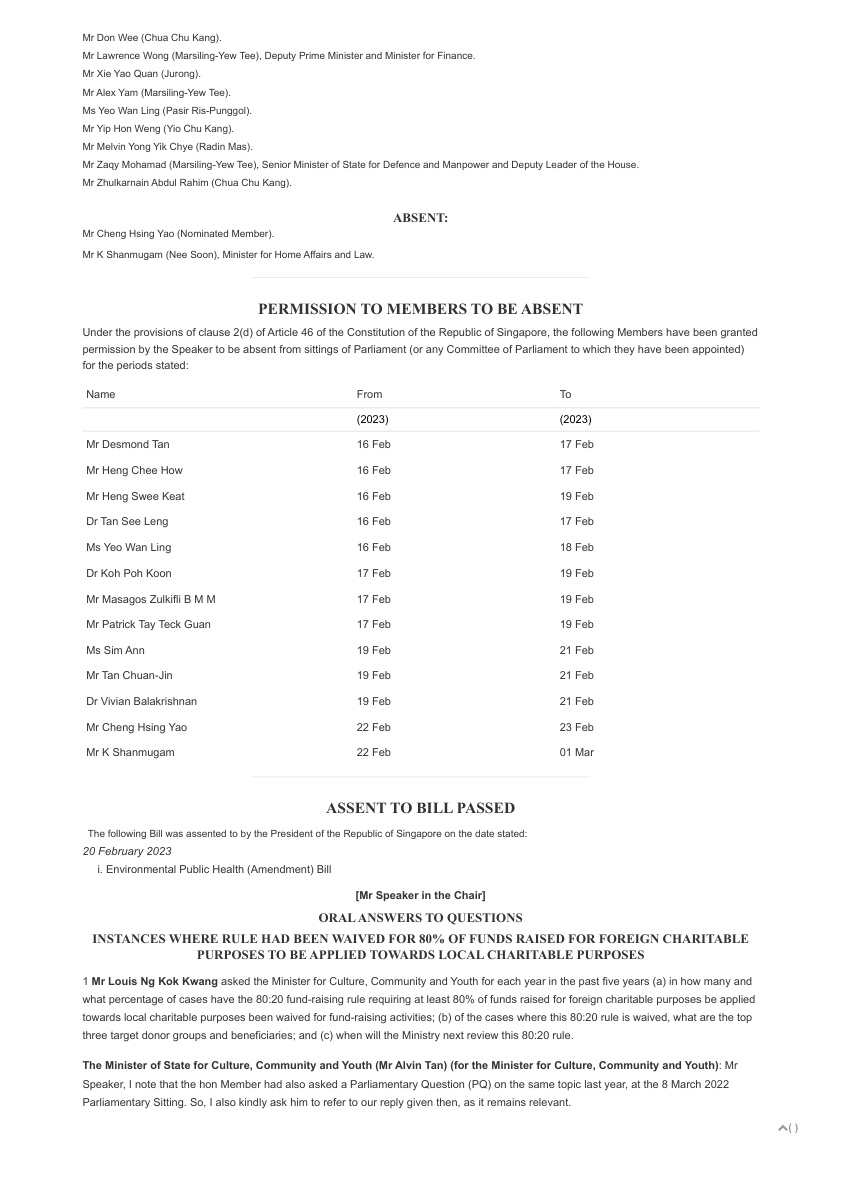 Mr Don Wee (Chua Chu Kang).
Mr Lawrence Wong (Marsiling-Yew Tee), Deputy Prime Minister and Minister for Finance.
Mr Xie Yao Quan (Jurong).
Mr Alex Yam (Marsiling-Yew Tee).
Ms Yeo Wan Ling (Pasir Ris-Punggol).
Mr Yip Hon Weng (Yio Chu Kang).
Mr Melvin Yong Yik Chye (Radin Mas).
Mr Zaqy Mohamad (Marsiling-Yew Tee), Senior Minister of State for Defence and Manpower and Deputy Leader of the House.
Mr Zhulkarnain Abdul Rahim (Chua Chu Kang).
ABSENT:
Mr Cheng Hsing Yao (Nominated Member).
Mr K Shanmugam (Nee Soon), Minister for Home Affairs and Law.
PERMISSION TO MEMBERS TO BE ABSENT
Under the provisions of clause 2(d) of Article 46 of the Constitution of the Republic of Singapore, the following Members have been granted
permission by the Speaker to be absent from sittings of Parliament (or any Committee of Parliament to which they have been appointed)
for the periods stated:
Name From To
(2023) (2023)
Mr Desmond Tan 16 Feb 17 Feb
Mr Heng Chee How 16 Feb 17 Feb
Mr Heng Swee Keat 16 Feb 19 Feb
Dr Tan See Leng 16 Feb 17 Feb
Ms Yeo Wan Ling 16 Feb 18 Feb
Dr Koh Poh Koon 17 Feb 19 Feb
Mr Masagos Zulkifli B M M 17 Feb 19 Feb
Mr Patrick Tay Teck Guan 17 Feb 19 Feb
Ms Sim Ann 19 Feb 21 Feb
Mr Tan Chuan-Jin 19 Feb 21 Feb
Dr Vivian Balakrishnan 19 Feb 21 Feb
Mr Cheng Hsing Yao 22 Feb 23 Feb
Mr K Shanmugam 22 Feb 01 Mar
ASSENT TO BILL PASSED
The following Bill was assented to by the President of the Republic of Singapore on the date stated:
20 February 2023
i. Environmental Public Health (Amendment) Bill
[Mr Speaker in the Chair]
ORAL ANSWERS TO QUESTIONS
INSTANCES WHERE RULE HAD BEEN WAIVED FOR 80% OF FUNDS RAISED FOR FOREIGN CHARITABLE
PURPOSES TO BE APPLIED TOWARDS LOCAL CHARITABLE PURPOSES
1 Mr Louis Ng Kok Kwang asked the Minister for Culture, Community and Youth for each year in the past five years (a) in how many and
what percentage of cases have the 80:20 fund-raising rule requiring at least 80% of funds raised for foreign charitable purposes be applied
towards local charitable purposes been waived for fund-raising activities; (b) of the cases where this 80:20 rule is waived, what are the top
three target donor groups and beneficiaries; and (c) when will the Ministry next review this 80:20 rule.
The Minister of State for Culture, Community and Youth (Mr Alvin Tan) (for the Minister for Culture, Community and Youth): Mr
Speaker, I note that the hon Member had also asked a Parliamentary Question (PQ) on the same topic last year, at the 8 March 2022
Parliamentary Sitting. So, I also kindly ask him to refer to our reply given then, as it remains relevant.
( )